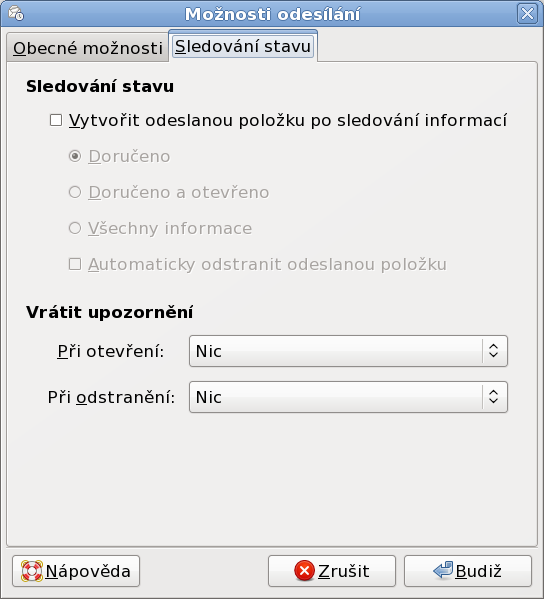 Možnosti odesílání
Obecné možnosti
Sledování stavu
Sledování stavu
Vytvořit odeslanou položku po sledování informací
Doručeno
Doručeno a otevřeno
Všechny informace
Automaticky odstranit odeslanou položku
Vrátit upozornění
Při otevření: Nic
Při odstranění: Nic
Nápověda Zrušit Budiž